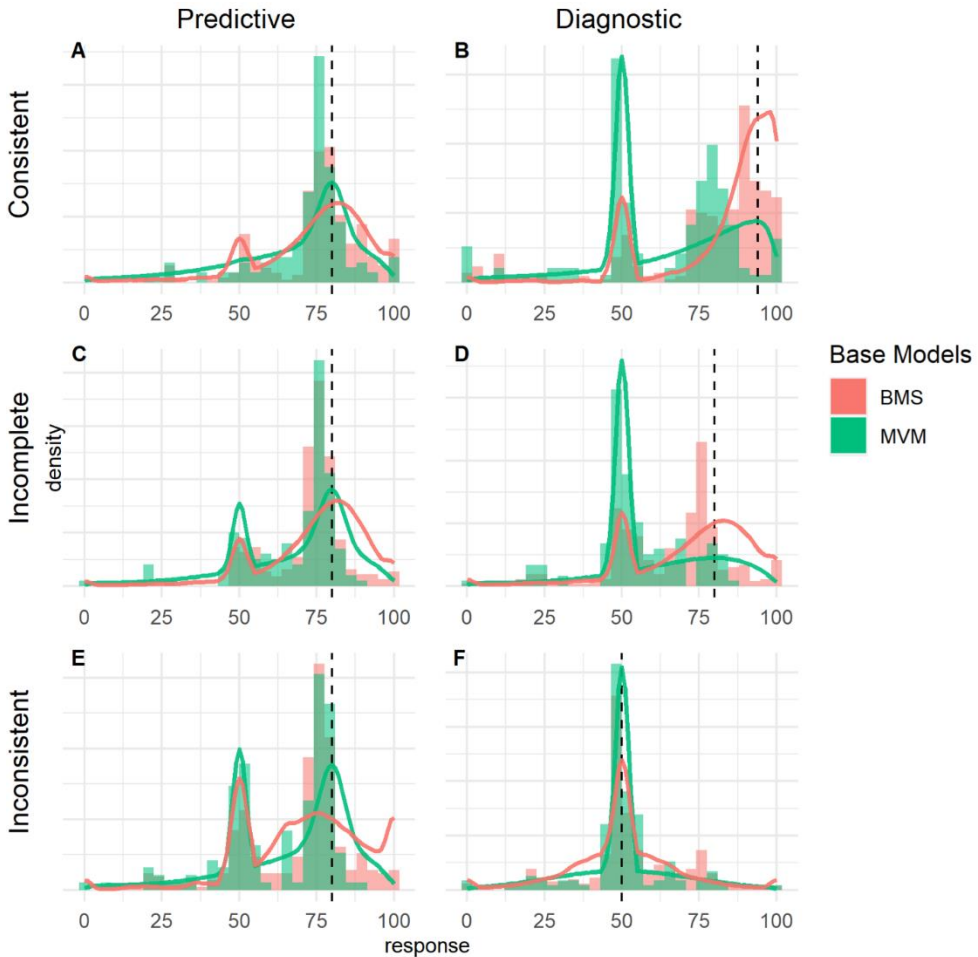 Predictive
Diagnostic
A
B
Consistent
0 25 50 75 100
0 25 50 75 100
C
D
Incomplete
density
Base Models
BMS
MVM
0 25 50 75 100
0 25 50 75 100
E
F
Inconsistent
0 25 50 75 100
0 25 50 75 100
response